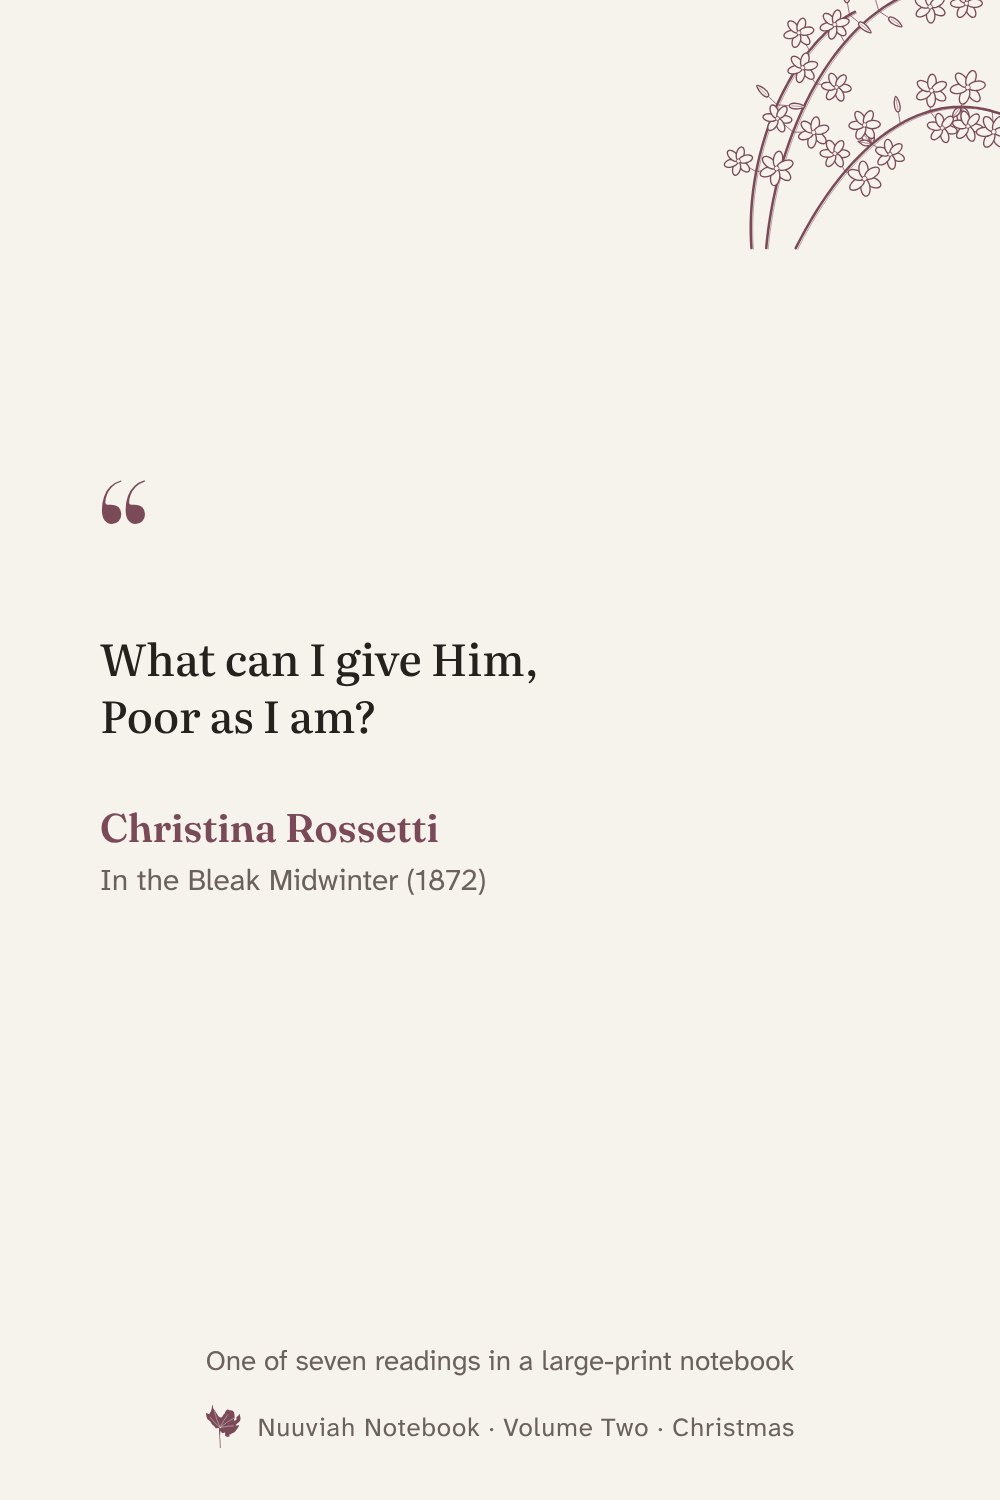 “
What can I give Him,
Poor as I am?
Christina Rossetti
In the Bleak Midwinter (1872)
One of seven readings in a large-print notebook
Nuuviah Notebook · Volume Two · Christmas